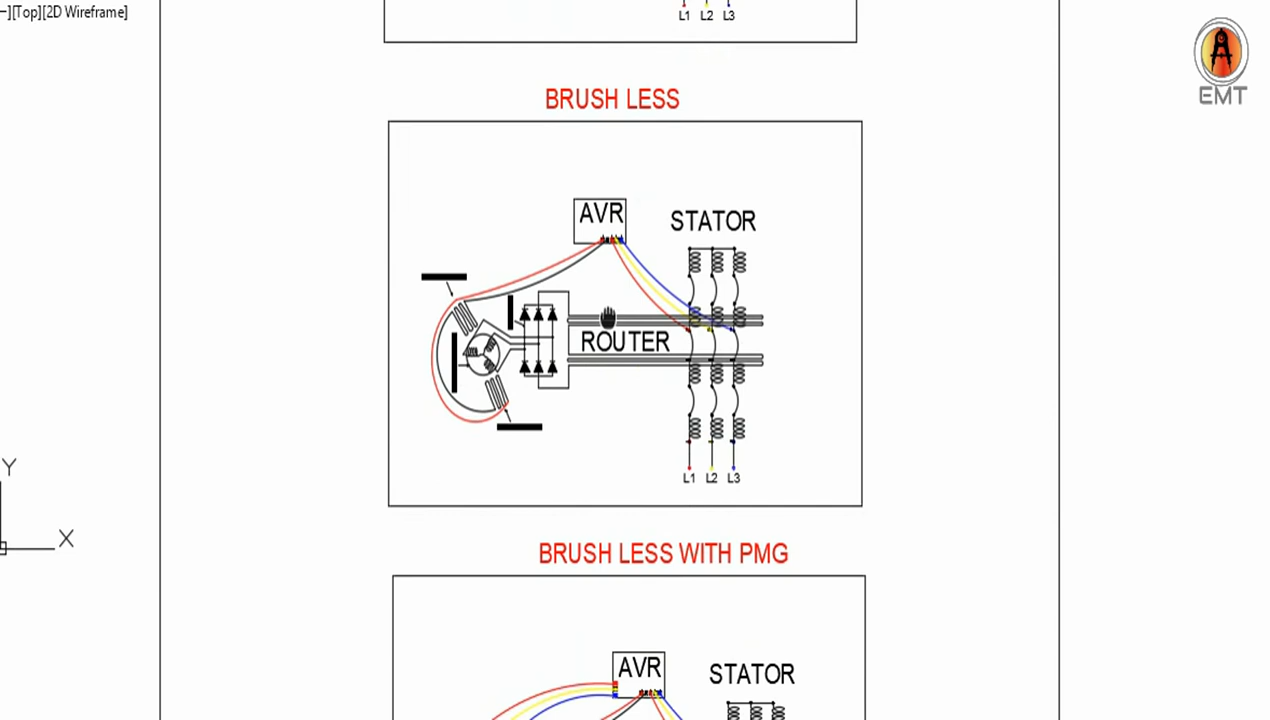 −][Top][2D Wireframe]
L1 L2 L3
EMT
BRUSH LESS
AVR
STATOR
ROUTER
L1 L2 L3
Y
X
BRUSH LESS WITH PMG
AVR
STATOR